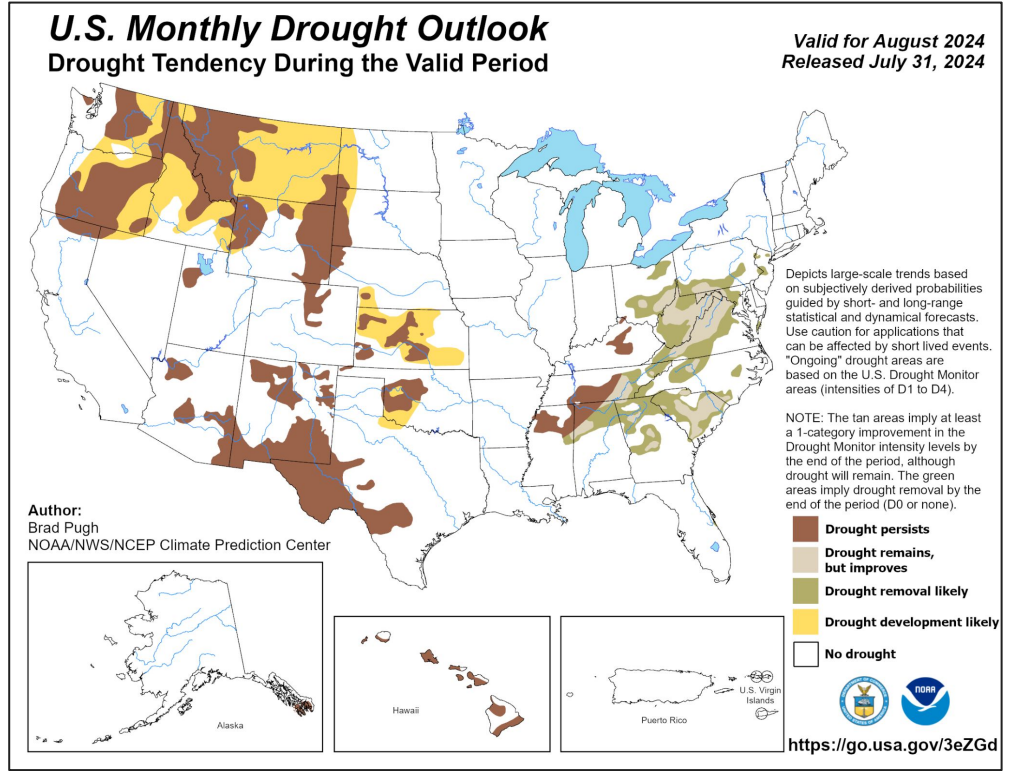 U.S. Monthly Drought Outlook
Drought Tendency During the Valid Period
Valid for August 2024
Released July 31, 2024
Depicts large-scale trends based
on subjectively derived probabilities
guided by short- and long-range
statistical and dynamical forecasts.
Use caution for applications that
can be affected by short lived events.
"Ongoing" drought areas are
based on the U.S. Drought Monitor
areas (intensities of D1 to D4).
NOTE: The tan areas imply at least
a 1-category improvement in the
Drought Monitor intensity levels by
the end of the period, although
drought will remain. The green
areas imply drought removal by the
end of the period (D0 or none).
Author:
Brad Pugh
NOAA/NWS/NCEP Climate Prediction Center
Drought persists
Drought remains,
but improves
Drought removal likely
Drought development likely
No drought
Alaska
Hawaii
Puerto Rico
U.S. Virgin
Islands
NOAA
https://go.usa.gov/3eZGd